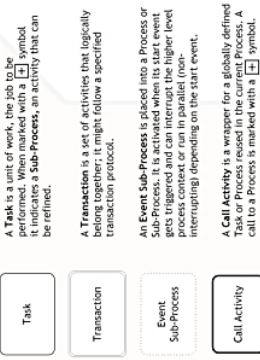 Task
A Task is a unit of work, the job to be
performed. When marked with a + symbol
it indicates a Sub-Process, an activity that can
be refined.
Transaction
A Transaction is a set of activities that logically
belong together; it might follow a specified
transaction protocol.
Event
Sub-Process
An Event Sub-Process is placed into a Process or
Sub-Process. It is activated when its start event
gets triggered and can interrupt the higher level
process context or run in parallel (non-
interrupting) depending on the start event.
Call Activity
A Call Activity is a wrapper for a globally defined
Task or Process reused in the current Process. A
call to a Process is marked with a + symbol.